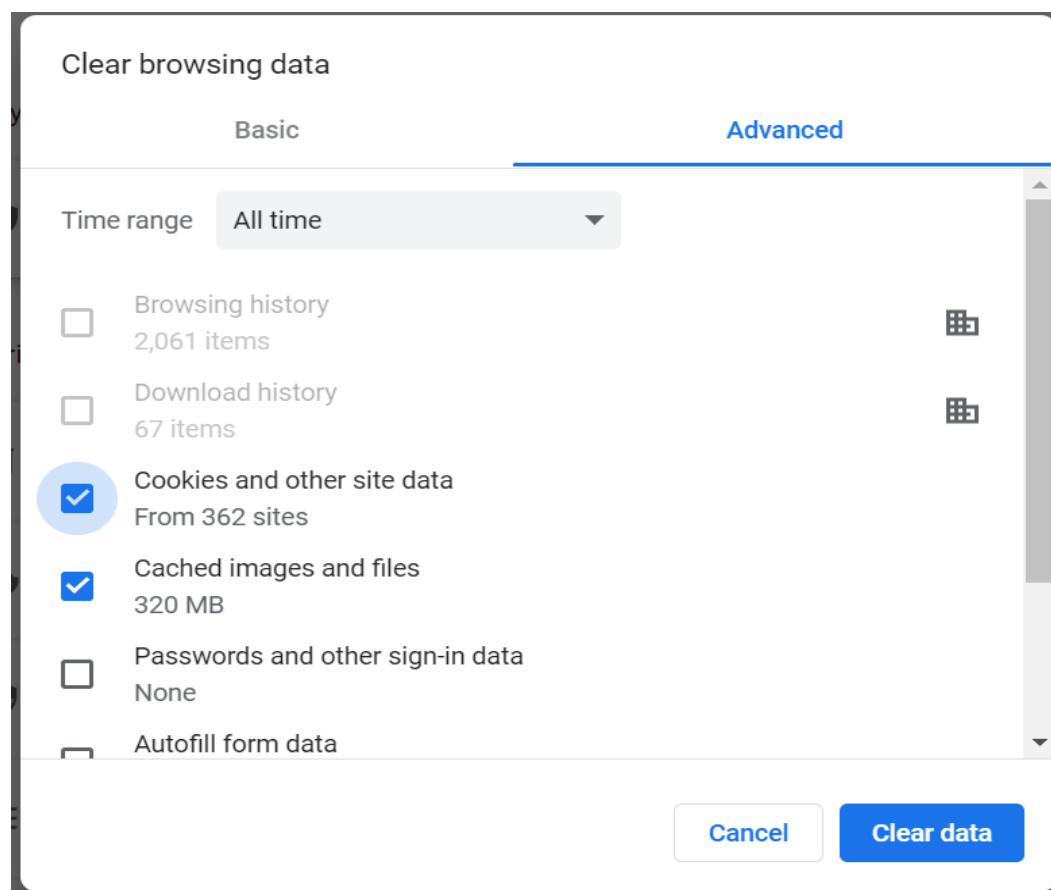 Clear browsing data
Basic
Advanced
Time range
All time
Browsing history
2,061 items
Download history
67 items
Cookies and other site data
From 362 sites
Cached images and files
320 MB
Passwords and other sign-in data
None
Autofill form data
Cancel
Clear data